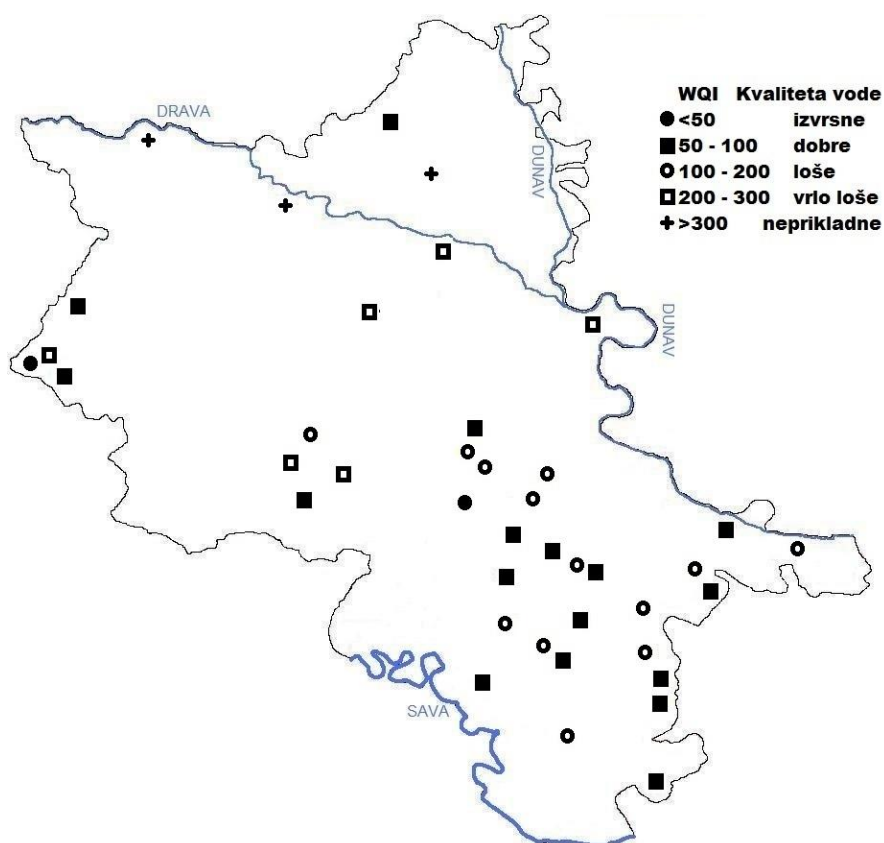 WQI Kvaliteta vode
<50 izvrsne
50 - 100 dobre
100 - 200 loše
200 - 300 vrlo loše
>300 neprikladne
DRAVA
DUNAV
DUNAV
SAVA